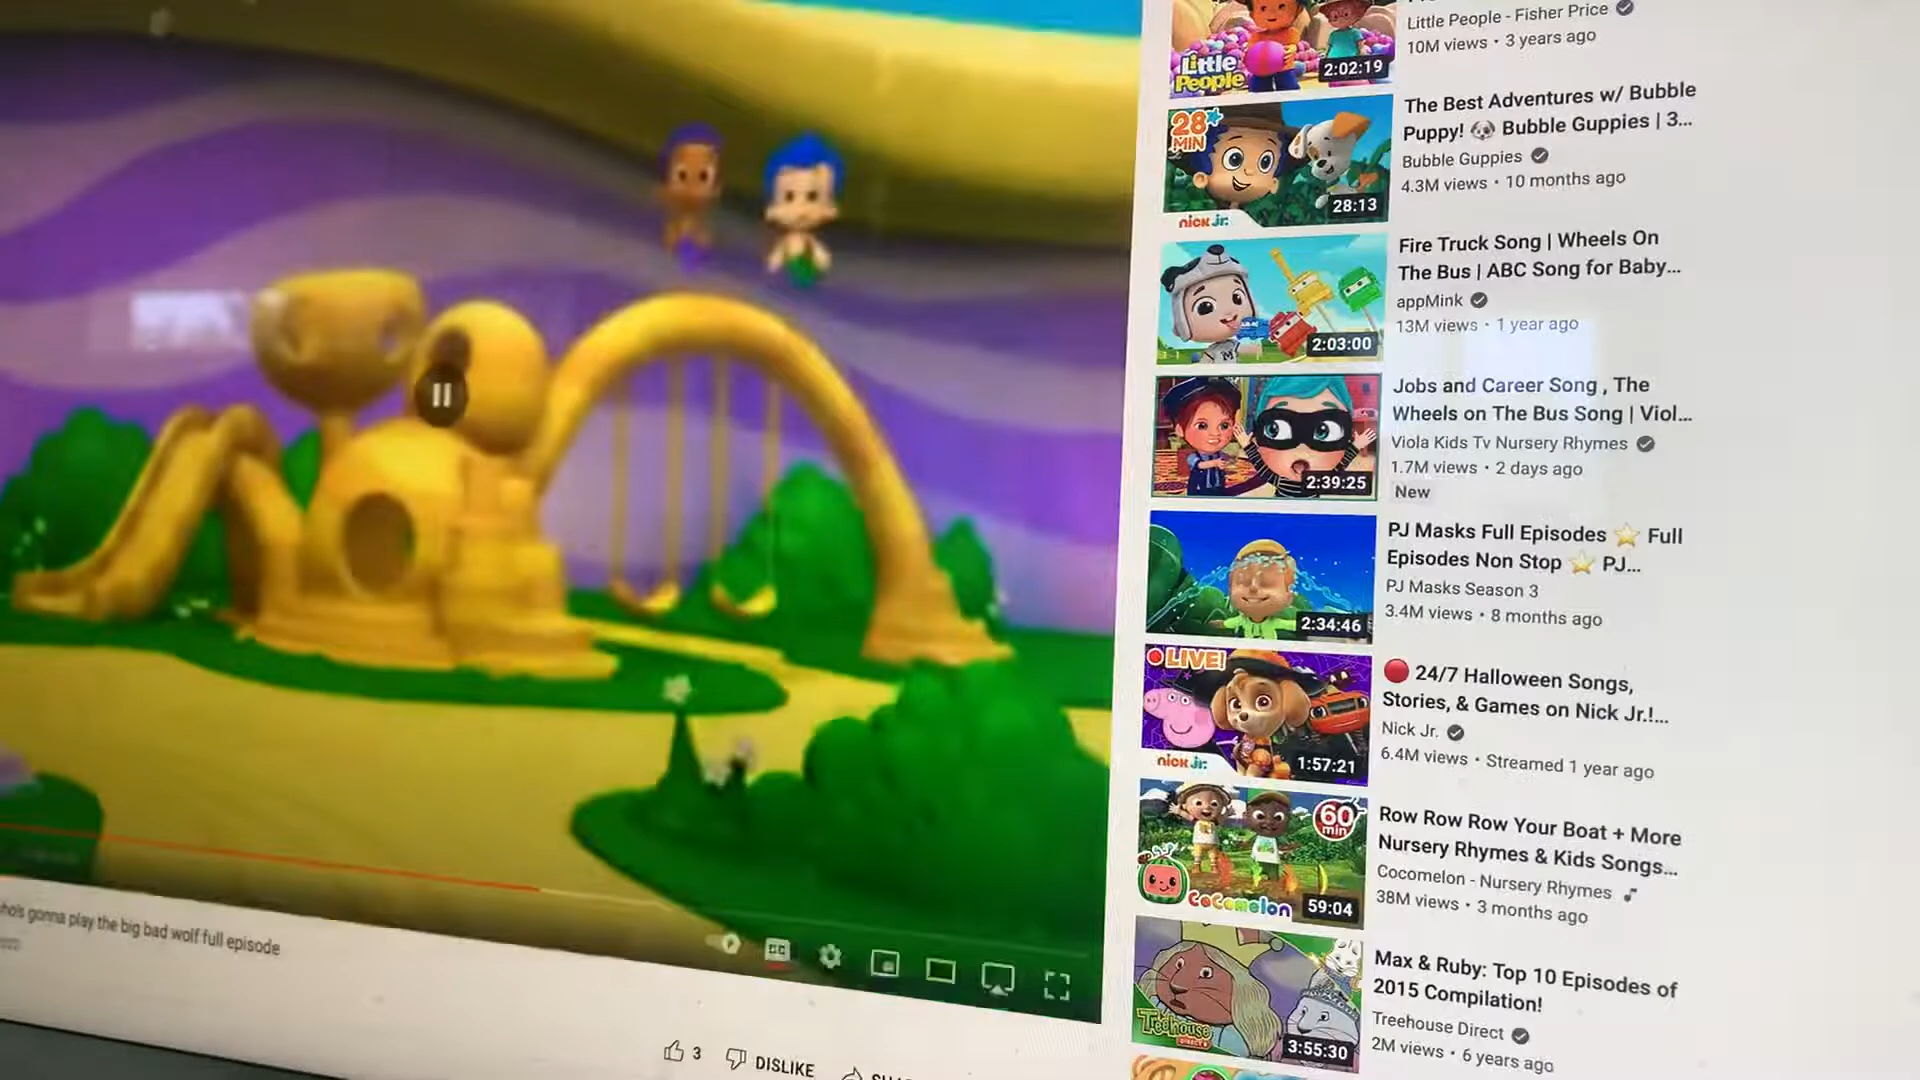 Little People - Fisher Price
10M views • 3 years ago
Little
People
2:02:19
The Best Adventures w/ Bubble
Puppy! 🐶 Bubble Guppies | 3...
Bubble Guppies
4.3M views • 10 months ago
28
MIN
28:13
nick jr.
Fire Truck Song | Wheels On
The Bus | ABC Song for Baby...
appMink
13M views • 1 year ago
M
2:03:00
Jobs and Career Song , The
Wheels on The Bus Song | Viol...
Viola Kids Tv Nursery Rhymes
1.7M views • 2 days ago
New
2:39:25
PJ Masks Full Episodes ⭐ Full
Episodes Non Stop ⭐ PJ...
PJ Masks Season 3
3.4M views • 8 months ago
2:34:46
LIVE!
🔴 24/7 Halloween Songs,
Stories, & Games on Nick Jr.!...
Nick Jr.
6.4M views • Streamed 1 year ago
nick jr.
1:57:21
60
min
Row Row Row Your Boat + More
Nursery Rhymes & Kids Songs...
Cocomelon - Nursery Rhymes
38M views • 3 months ago
CoComelon
59:04
Max & Ruby: Top 10 Episodes of
2015 Compilation!
Treehouse Direct
2M views • 6 years ago
Treehouse
DIRECT
3:55:30
gonna play the big bad wolf full episode
CC
3
DISLIKE